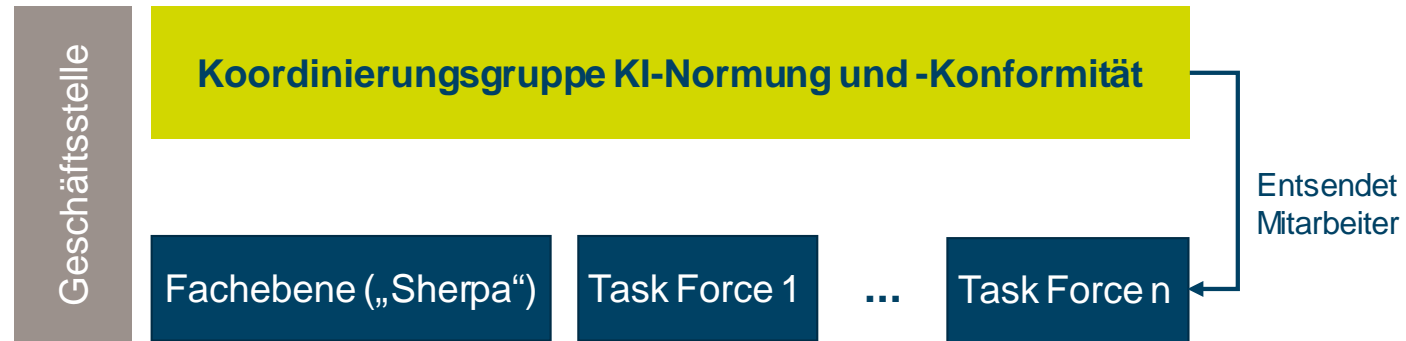 Geschäftsstelle
Koordinierungsgruppe KI-Normung und -Konformität
Entsendet
Mitarbeiter
Fachebene („Sherpa“)
Task Force 1
...
Task Force n